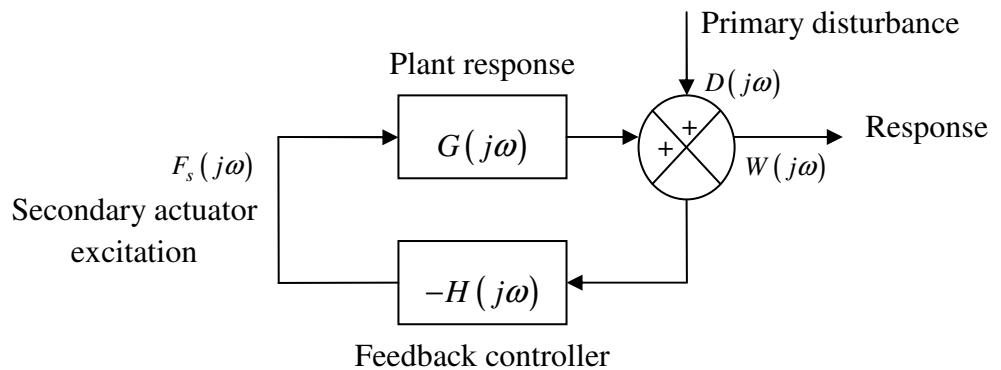 Primary disturbance
Plant response
D(jω)
+
G(jω)
+
Response
F_s(jω)
W(jω)
Secondary actuator
excitation
−H(jω)
Feedback controller